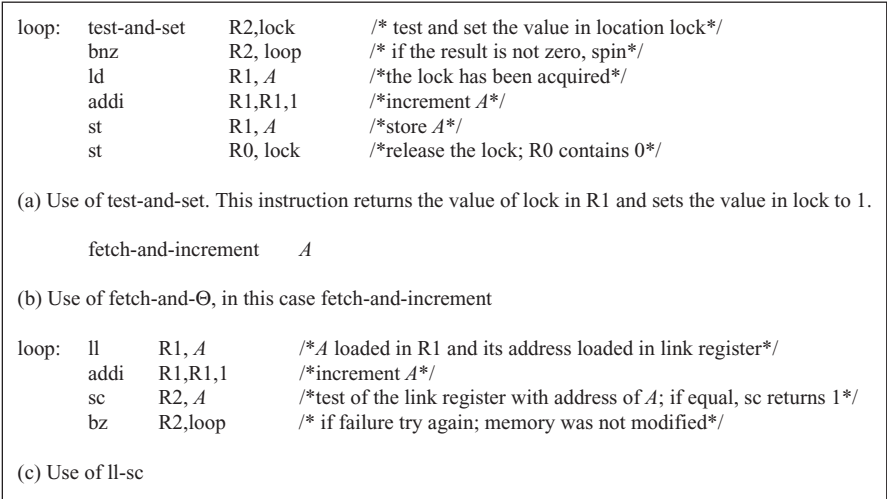 loop: test-and-set R2,lock /* test and set the value in location lock*/
bnz R2, loop /* if the result is not zero, spin*/
ld R1, A /*the lock has been acquired*/
addi R1,R1,1 /*increment A*/
st R1, A /*store A*/
st R0, lock /*release the lock; R0 contains 0*/
(a) Use of test-and-set. This instruction returns the value of lock in R1 and sets the value in lock to 1.
fetch-and-increment A
(b) Use of fetch-and-Θ, in this case fetch-and-increment
loop: ll R1, A /*A loaded in R1 and its address loaded in link register*/
addi R1,R1,1 /*increment A*/
sc R2, A /*test of the link register with address of A; if equal, sc returns 1*/
bz R2,loop /* if failure try again; memory was not modified*/
(c) Use of ll-sc